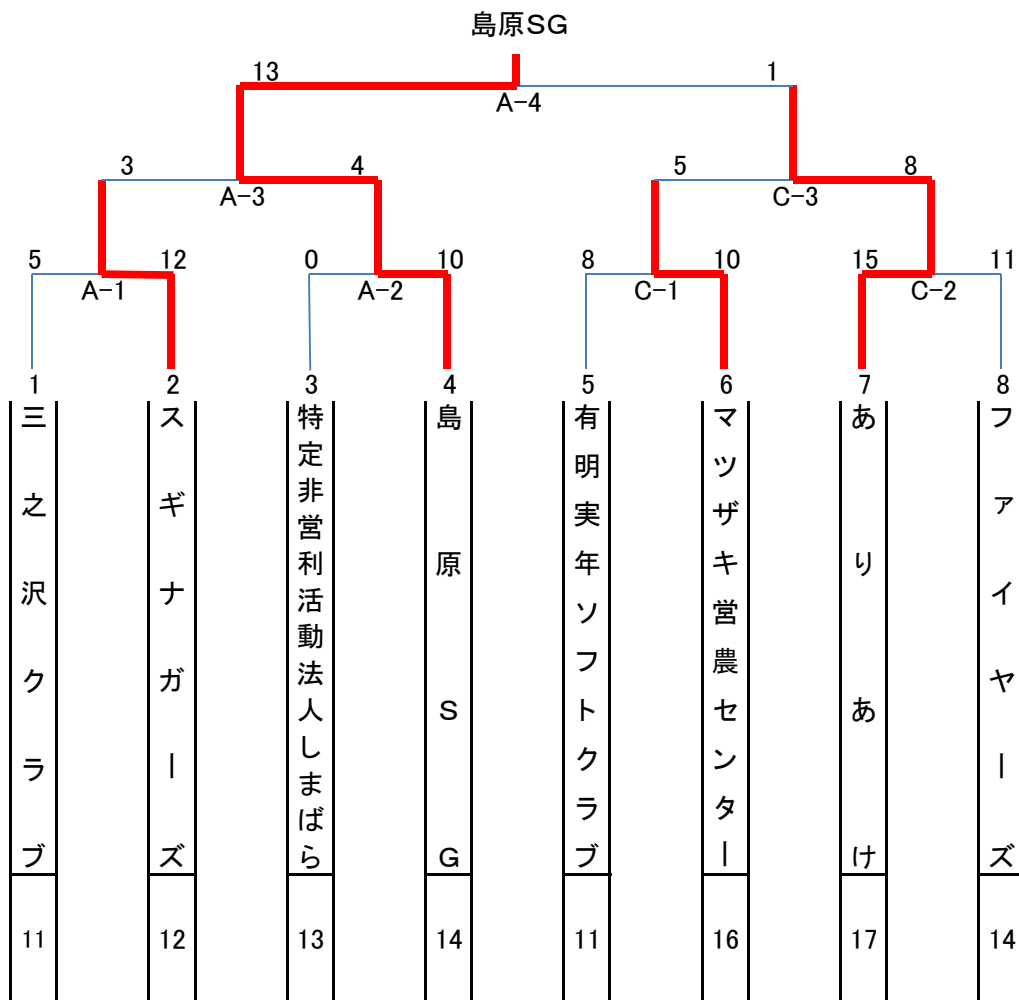 島原SG
13 1
A-4
3 4 5 8
A-3 C-3
5 12 0 10 8 10 15 11
A-1 A-2 C-1 C-2
1 2 3 4 5 6 7 8
三之沢クラブ
スギナガーズ
特定非営利活動法人しまばら
島原SG
有明実年ソフトクラブ
マツザキ営農センター
ありあけ
ファイヤーズ
11 12 13 14 11 16 17 14